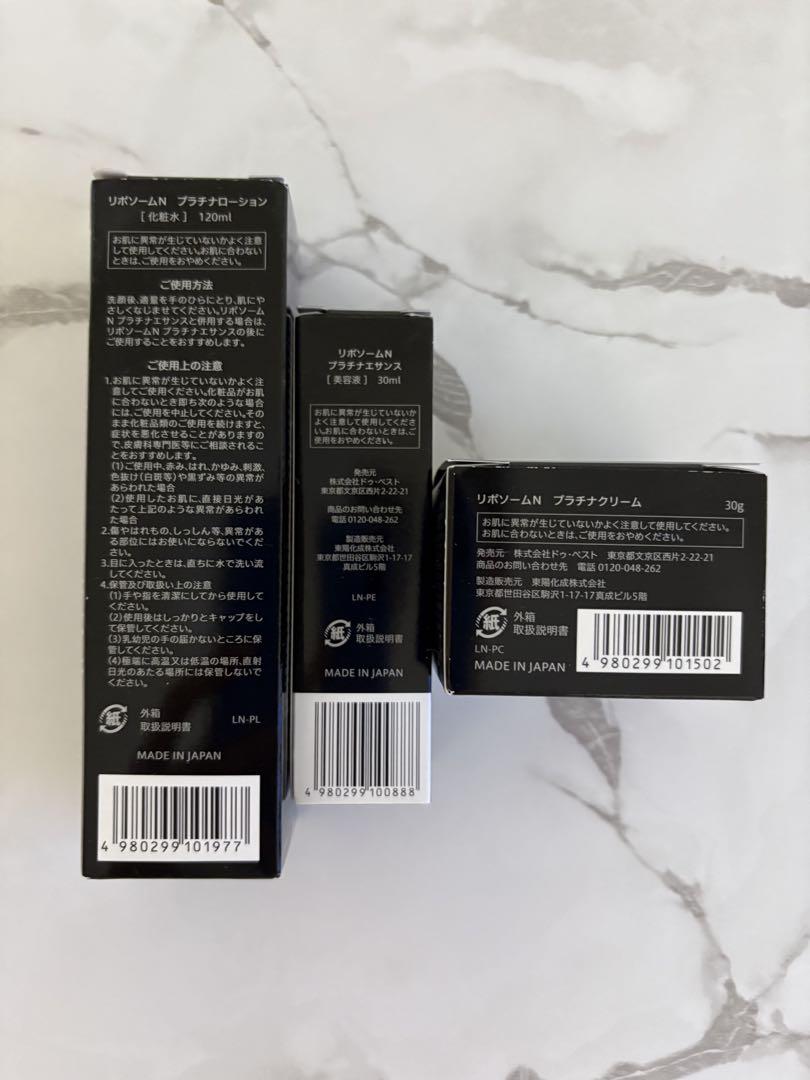 リポソームN プラチナローション
[ 化粧水 ] 120ml
お肌に異常が生じていないかよく注意
して使用してください。お肌に合わない
ときは、ご使用をおやめください。
ご使用方法
洗顔後、適量を手のひらにとり、肌にや
さしくなじませてください。リポソーム
N プラチナエサンスと併用する場合は、
リポソームN プラチナエサンスの後に
ご使用することをおすすめします。
ご使用上の注意
1.お肌に異常が生じていないかよく注
意してご使用ください。化粧品がお肌
に合わないとき即ち次のような場合
には、ご使用を中止してください。その
まま化粧品類のご使用を続けますと、
症状を悪化させることがありますの
で、皮膚科専門医等にご相談されるこ
とをおすすめします。
(1)ご使用中、赤み、はれ、かゆみ、刺激、
色抜け(白斑等)や黒ずみ等の異常が
あらわれた場合
(2)使用したお肌に、直接日光があ
たって上記のような異常があらわれ
た場合
2.傷やはれもの、しっしん等、異常があ
る部位にはお使いにならないでくだ
さい。
3.目に入ったときは、直ちに水で洗い流
してください。
4.保管及び取扱い上の注意
(1)手や指を清潔にしてから使用して
ください。
(2)使用後はしっかりとキャップをし
て保管してください。
(3)乳幼児の手の届かないところに保
管してください。
(4)極端に高温又は低温の場所、直射
日光のあたる場所には保管しないで
ください。
紙
外箱
取扱説明書
LN-PL
MADE IN JAPAN
4 980299 101977
リポソームN
プラチナエサンス
[ 美容液 ] 30ml
お肌に異常が生じていないか
よく注意して使用してくださ
い。お肌に合わないときは、ご
使用をおやめください。
発売元
株式会社ドゥ・ベスト
東京都文京区西片2-22-21
商品のお問い合わせ先
電話 0120-048-262
製造販売元
東陽化成株式会社
東京都世田谷区駒沢1-17-17
真成ビル5階
LN-PE
紙
外箱
取扱説明書
MADE IN JAPAN
4 980299 100888
リポソームN プラチナクリーム 30g
お肌に異常が生じていないかよく注意して使用してください。
お肌に合わないときは、ご使用をおやめください。
発売元 株式会社ドゥ・ベスト 東京都文京区西片2-22-21
商品のお問い合わせ先 電話 0120-048-262
製造販売元 東陽化成株式会社
東京都世田谷区駒沢1-17-17真成ビル5階
紙
外箱
取扱説明書
LN-PC
MADE IN JAPAN
4 980299 101502